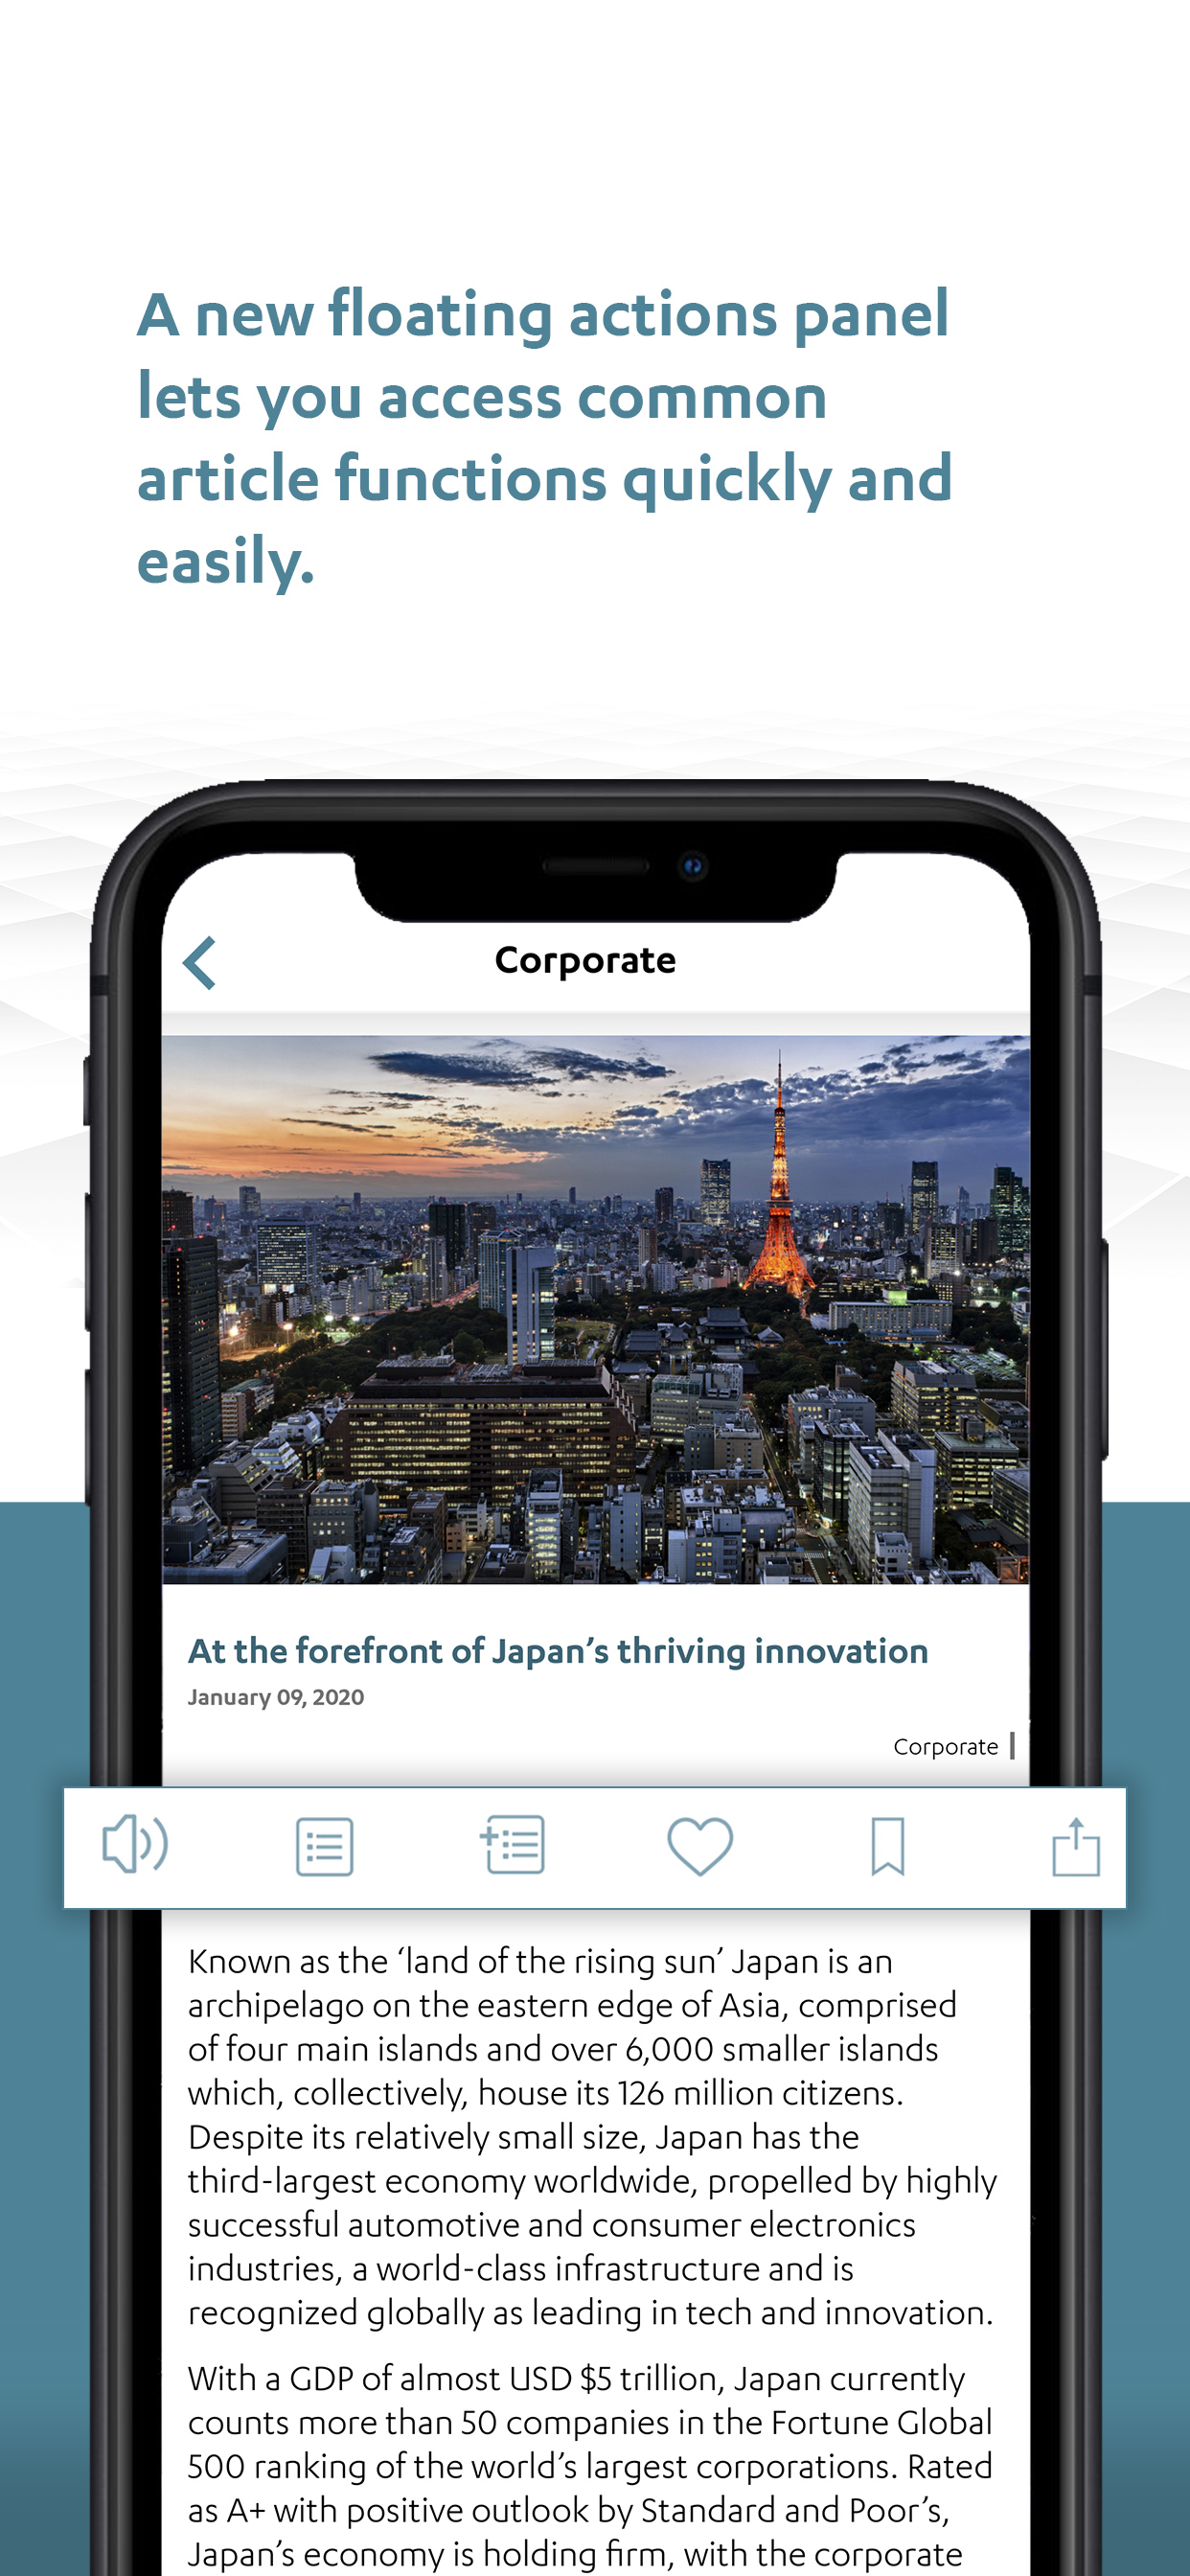 A new floating actions panel
lets you access common
article functions quickly and
easily.
Corporate
At the forefront of Japan’s thriving innovation
January 09, 2020
Corporate
Known as the ‘land of the rising sun’ Japan is an
archipelago on the eastern edge of Asia, comprised
of four main islands and over 6,000 smaller islands
which, collectively, house its 126 million citizens.
Despite its relatively small size, Japan has the
third-largest economy worldwide, propelled by highly
successful automotive and consumer electronics
industries, a world-class infrastructure and is
recognized globally as leading in tech and innovation.
With a GDP of almost USD $5 trillion, Japan currently
counts more than 50 companies in the Fortune Global
500 ranking of the world’s largest corporations. Rated
as A+ with positive outlook by Standard and Poor’s,
Japan’s economy is holding firm, with the corporate